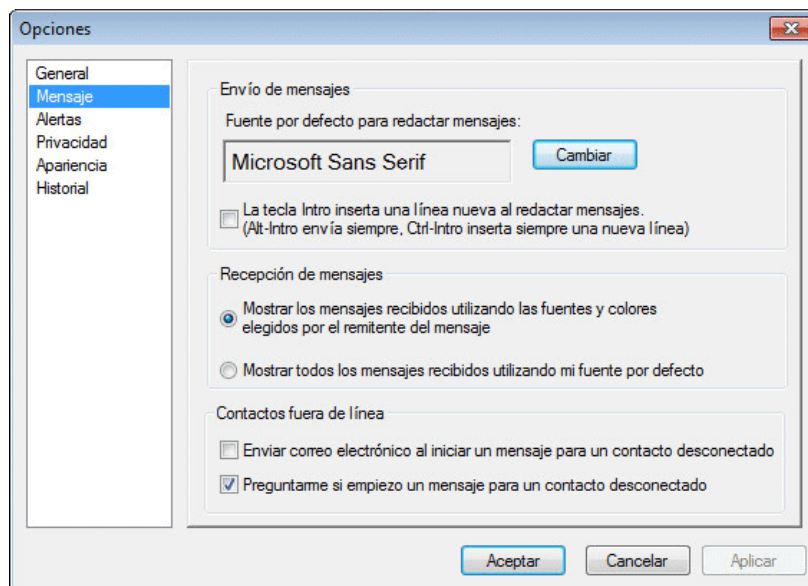 Opciones
General
Mensaje
Alertas
Privacidad
Apariencia
Historial
Envío de mensajes
Fuente por defecto para redactar mensajes:
Microsoft Sans Serif
Cambiar
La tecla Intro inserta una línea nueva al redactar mensajes.
(Alt-Intro envía siempre, Ctrl-Intro inserta siempre una nueva línea)
Recepción de mensajes
Mostrar los mensajes recibidos utilizando las fuentes y colores
elegidos por el remitente del mensaje
Mostrar todos los mensajes recibidos utilizando mi fuente por defecto
Contactos fuera de línea
Enviar correo electrónico al iniciar un mensaje para un contacto desconectado
Preguntarme si empiezo un mensaje para un contacto desconectado
Aceptar
Cancelar
Aplicar